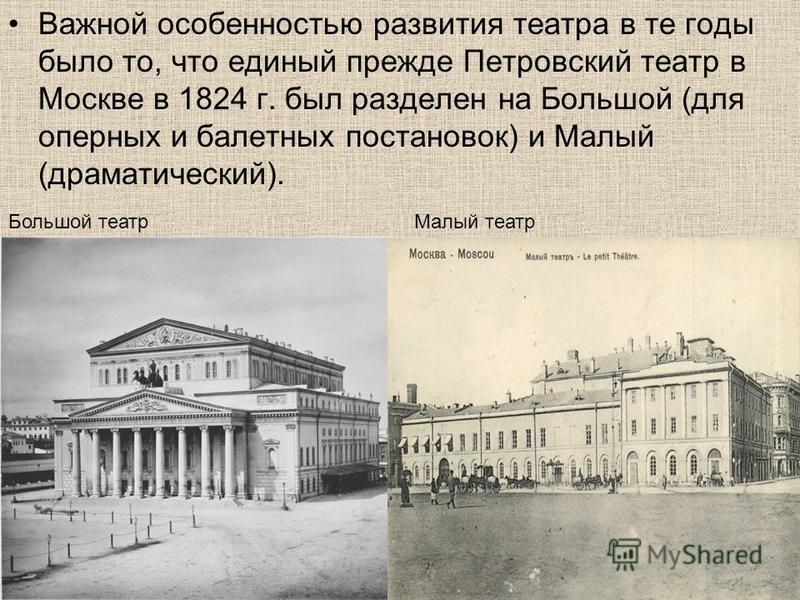 • Важной особенностью развития театра в те годы
было то, что единый прежде Петровский театр в
Москве в 1824 г. был разделен на Большой (для
оперных и балетных постановок) и Малый
(драматический).
Большой театр
Малый театр
Москва - Moscou
Малый театръ - Le petit Théâtre.
MyShared